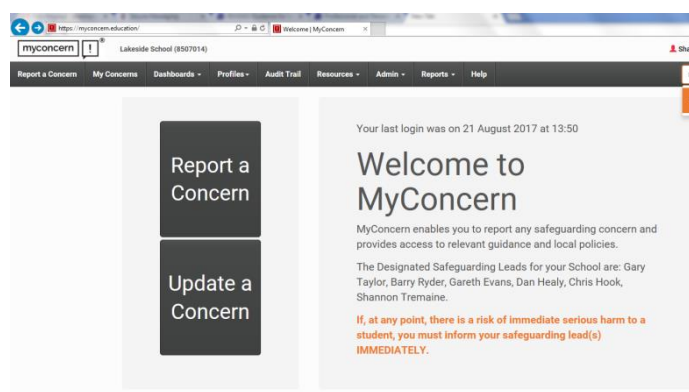 https://myconcern.education/
Welcome | MyConcern
myconcern ! ®
Lakeside School (8507014)
Sha
Report a Concern My Concerns Dashboards Profiles Audit Trail Resources Admin Reports Help
Report a
Concern
Update a
Concern
Your last login was on 21 August 2017 at 13:50
Welcome to
MyConcern
MyConcern enables you to report any safeguarding concern and
provides access to relevant guidance and local policies.
The Designated Safeguarding Leads for your School are: Gary
Taylor, Barry Ryder, Gareth Evans, Dan Healy, Chris Hook,
Shannon Tremaine.
If, at any point, there is a risk of immediate serious harm to a
student, you must inform your safeguarding lead(s)
IMMEDIATELY.